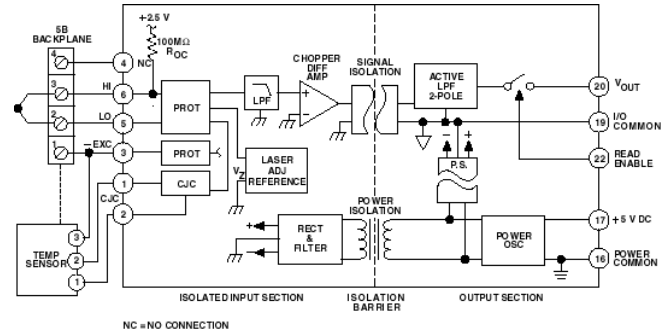 5B
BACKPLANE
+2.5 V
100MΩ
ROC
4
3
2
1
HI
LO
–EXC
CJC
4
NC
6
5
3
1
2
PROT
PROT
CJC
LPF
CHOPPER
DIFF
AMP
+
–
SIGNAL
ISOLATION
ACTIVE
LPF
2-POLE
VZ
LASER
ADJ
REFERENCE
– +
P.S.
20
VOUT
19
I/O
COMMON
22
READ
ENABLE
17
+5 V DC
16
POWER
COMMON
TEMP
SENSOR
3
2
1
+
–
RECT
&
FILTER
POWER
ISOLATION
POWER
OSC
ISOLATED INPUT SECTION
ISOLATION
BARRIER
OUTPUT SECTION
NC = NO CONNECTION